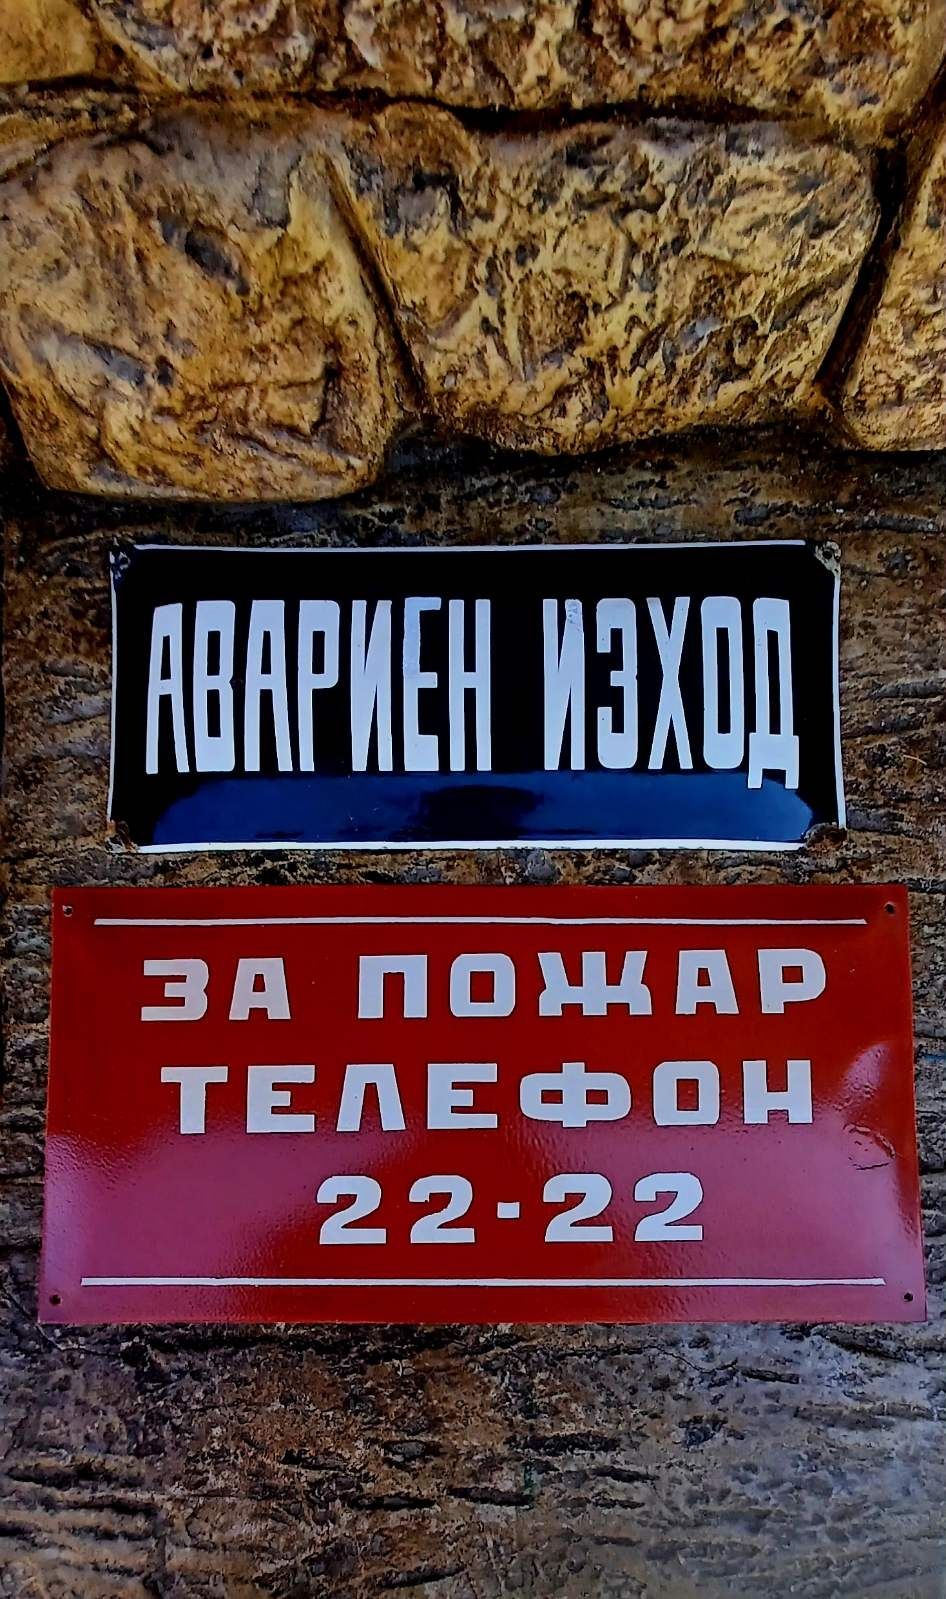 АВАРИЕН ИЗХОД
ЗА ПОЖАР
ТЕЛЕФОН
22-22